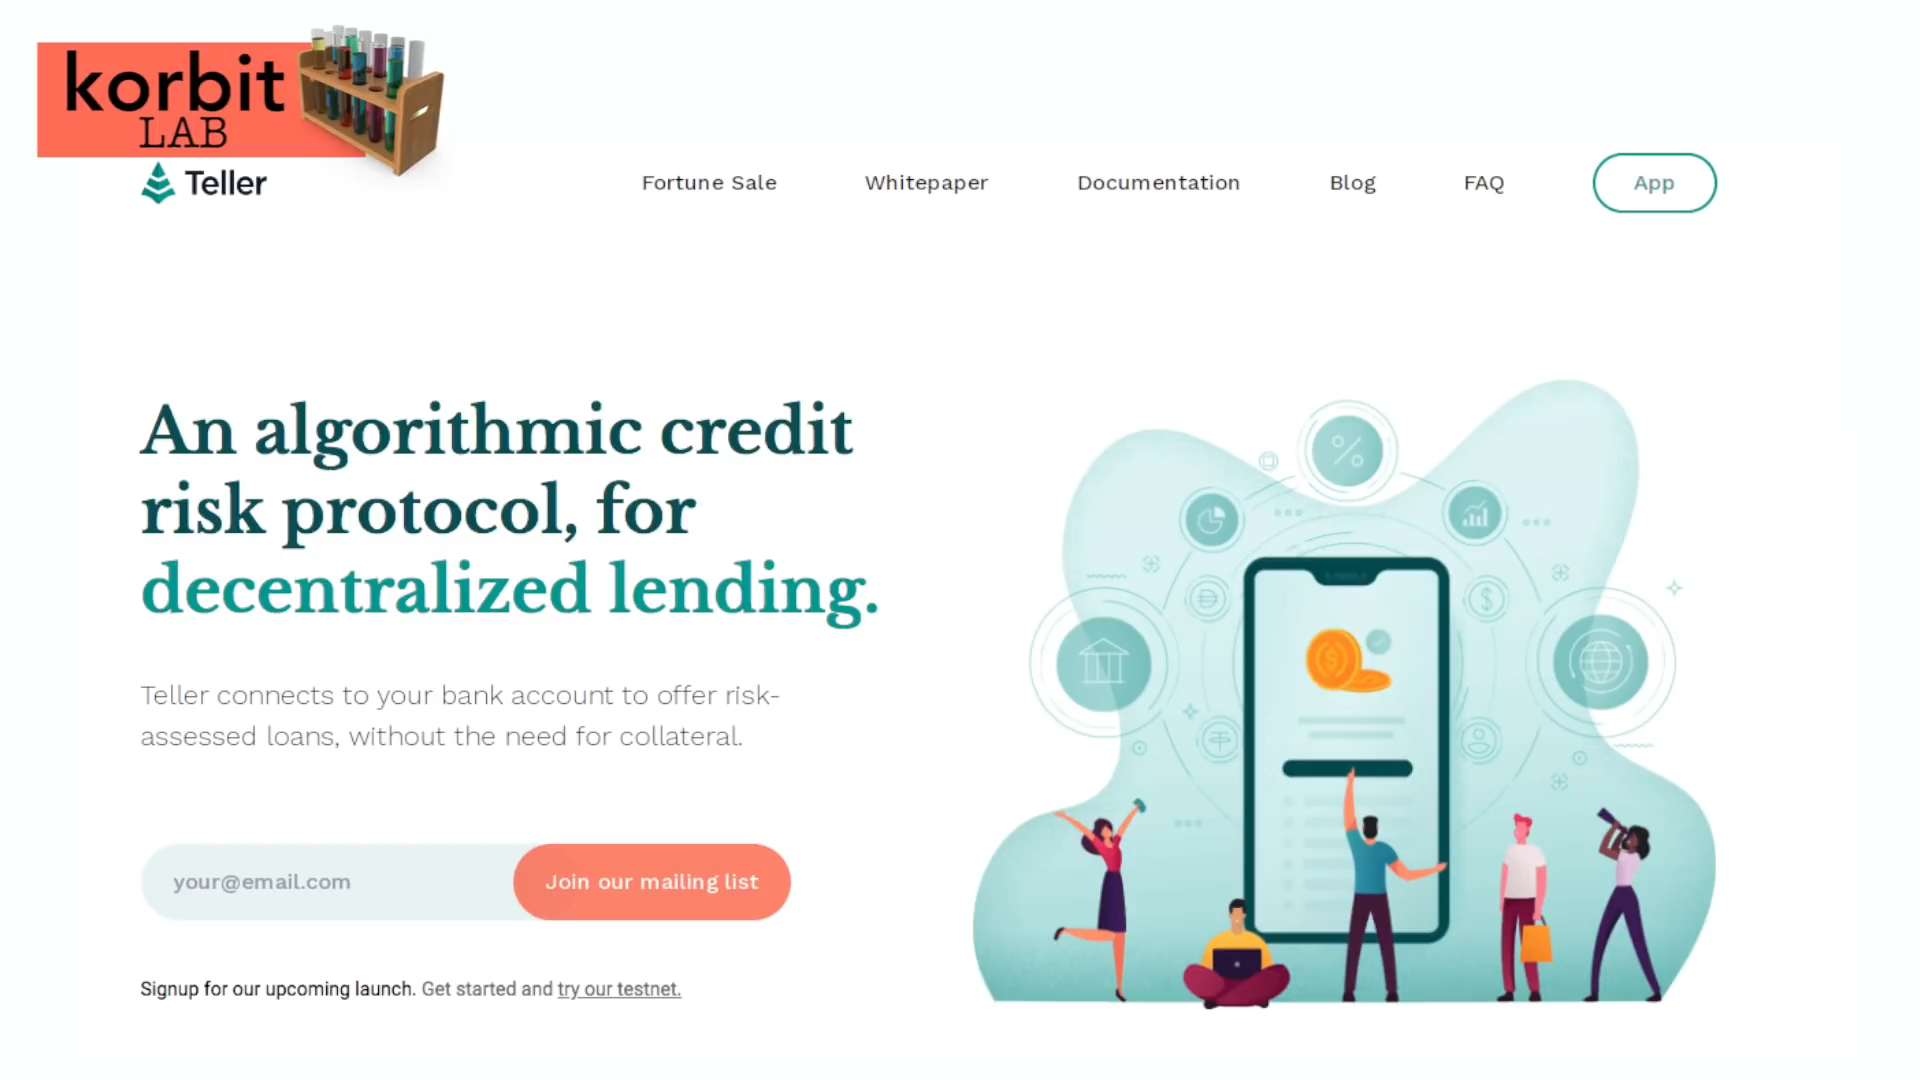 korbit
LAB
Teller
Fortune Sale
Whitepaper
Documentation
Blog
FAQ
App
An algorithmic credit
risk protocol, for
decentralized lending.
Teller connects to your bank account to offer risk-
assessed loans, without the need for collateral.
your@email.com
Join our mailing list
Signup for our upcoming launch. Get started and try our testnet.